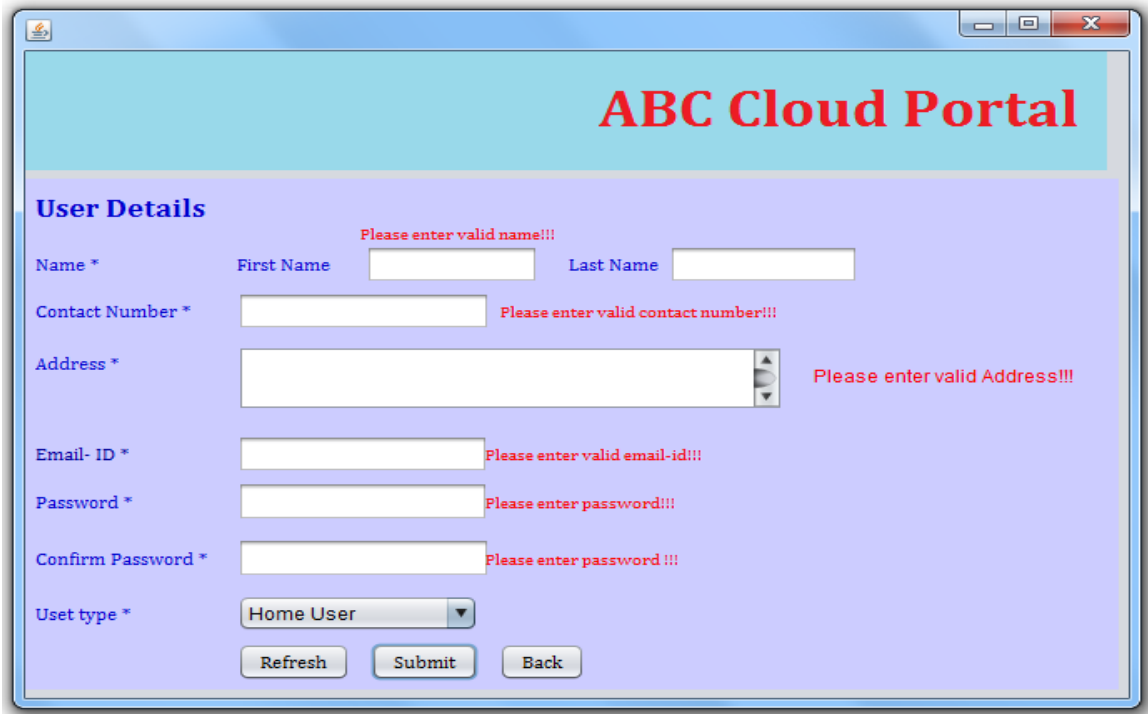 ABC Cloud Portal
User Details
Please enter valid name!!!
Name * First Name Last Name
Contact Number * Please enter valid contact number!!!
Address * Please enter valid Address!!!
Email- ID * Please enter valid email-id!!!
Password * Please enter password!!!
Confirm Password * Please enter password !!!
Uset type * Home User
Refresh Submit Back